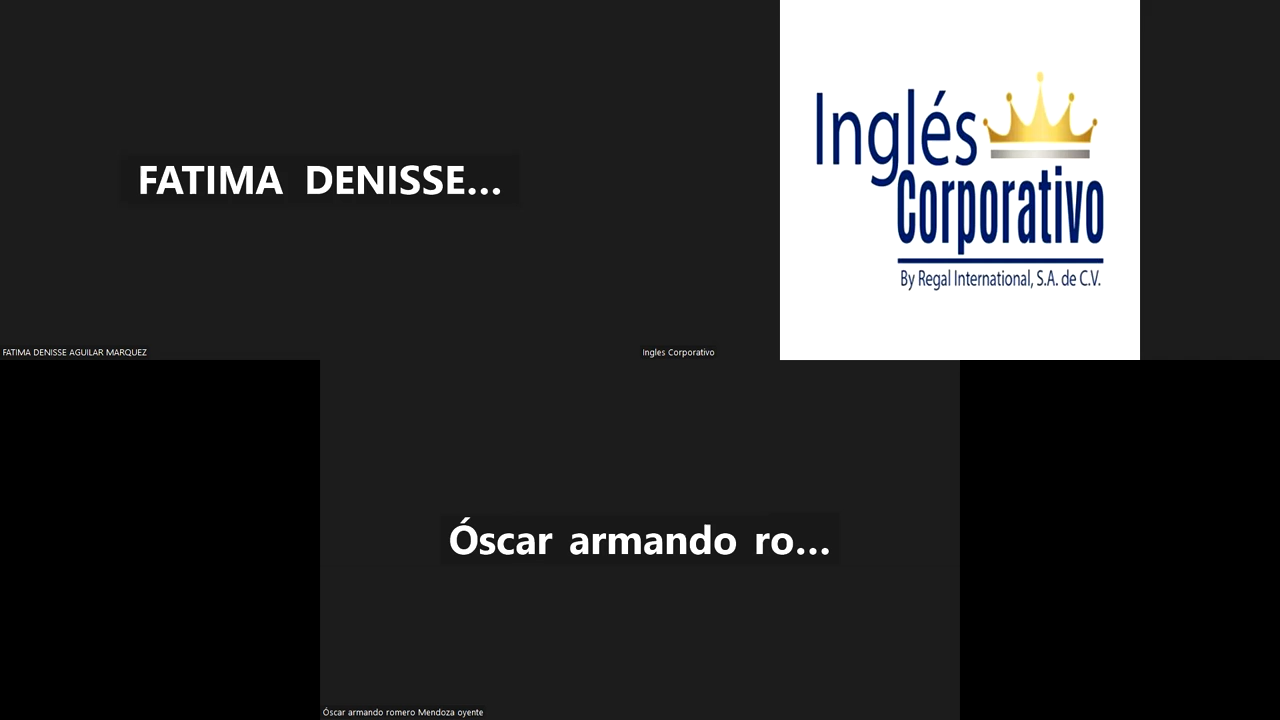 FATIMA DENISSE...
Inglés
Corporativo
By Regal International, S.A. de C.V.
FATIMA DENISSE AGUILAR MARQUEZ
Ingles Corporativo
Óscar armando ro...
Óscar armando romero Mendoza oyente